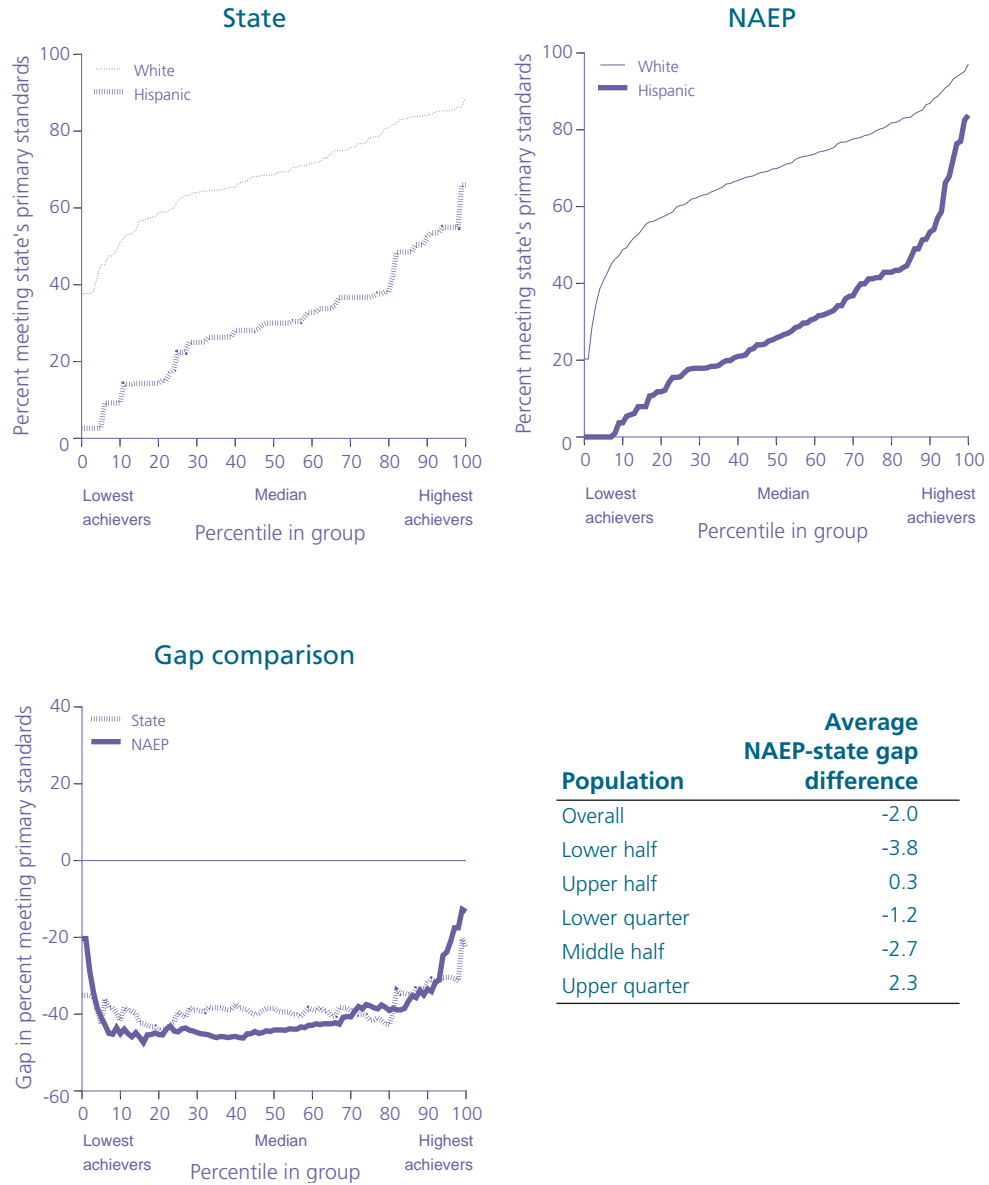 State
Percent meeting state's primary standards
100
80
60
40
20
0
White
Hispanic
0 10 20 30 40 50 60 70 80 90 100
Lowest achievers
Median
Highest achievers
Percentile in group
NAEP
Percent meeting state's primary standards
100
80
60
40
20
0
White
Hispanic
0 10 20 30 40 50 60 70 80 90 100
Lowest achievers
Median
Highest achievers
Percentile in group
Gap comparison
Gap in percent meeting primary standards
40
20
0
-20
-40
-60
State
NAEP
0 10 20 30 40 50 60 70 80 90 100
Lowest achievers
Median
Highest achievers
Percentile in group
Population Average NAEP-state gap difference
Overall -2.0
Lower half -3.8
Upper half 0.3
Lower quarter -1.2
Middle half -2.7
Upper quarter 2.3